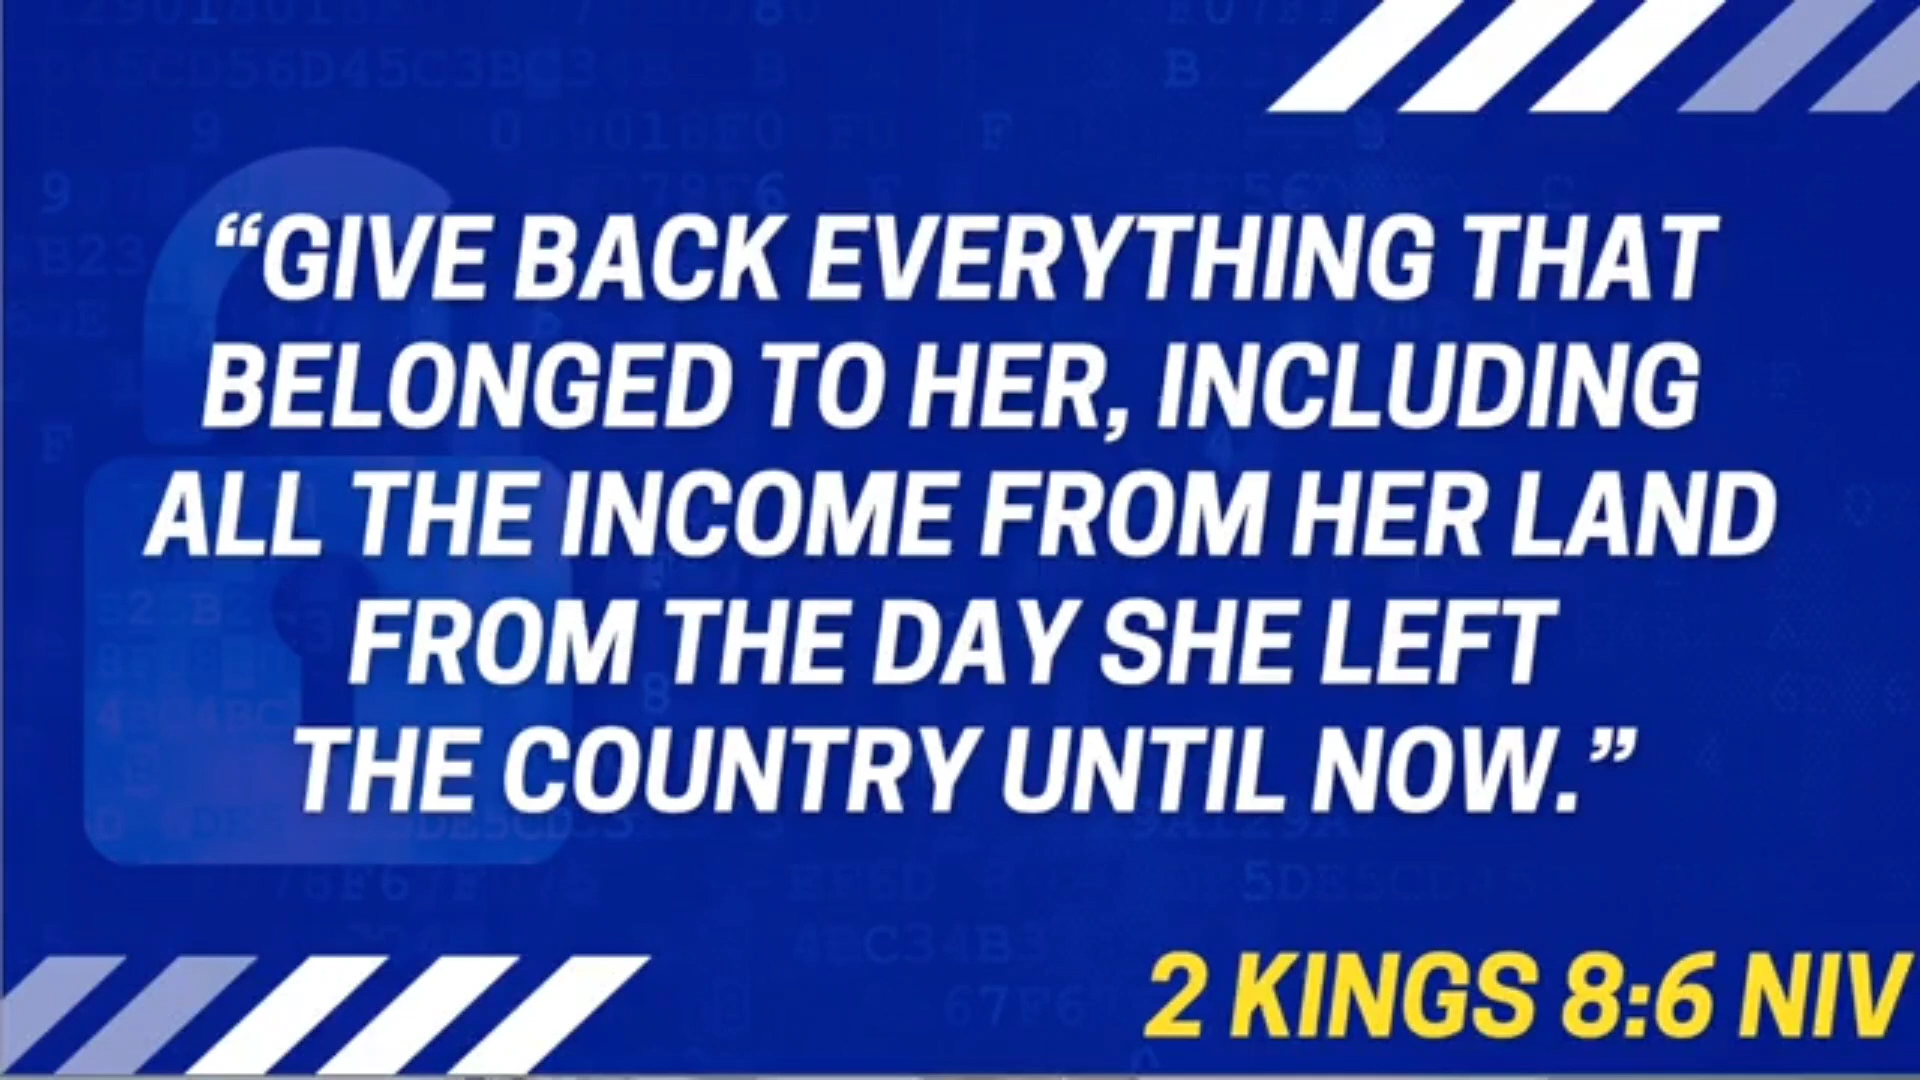 “GIVE BACK EVERYTHING THAT
BELONGED TO HER, INCLUDING
ALL THE INCOME FROM HER LAND
FROM THE DAY SHE LEFT
THE COUNTRY UNTIL NOW.”
2 KINGS 8:6 NIV